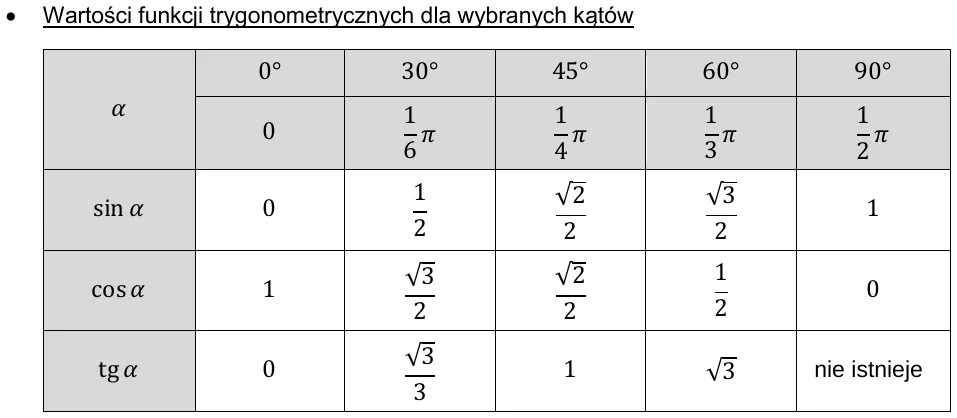 • Wartości funkcji trygonometrycznych dla wybranych kątów
α 0° 30° 45° 60° 90°
0 1/6 π 1/4 π 1/3 π 1/2 π
sin α 0 1/2 √2/2 √3/2 1
cos α 1 √3/2 √2/2 1/2 0
tg α 0 √3/3 1 √3 nie istnieje